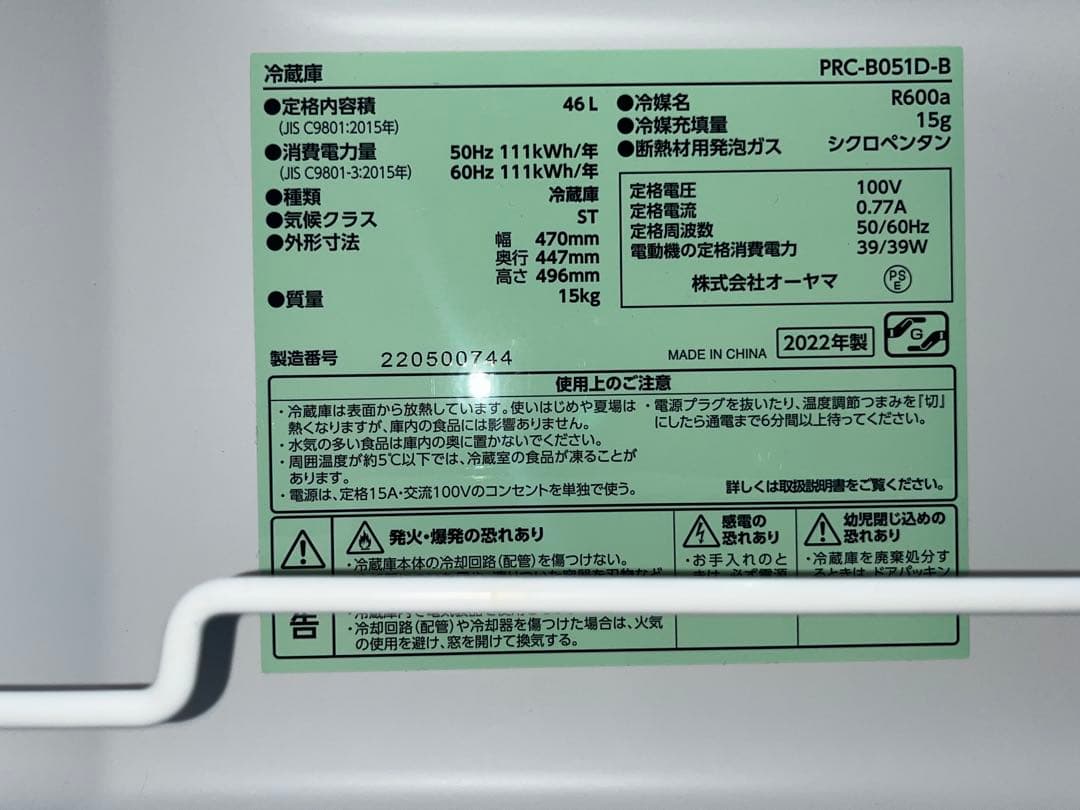 冷蔵庫
PRC-B051D-B
●定格内容積 46L
(JIS C9801:2015年)
●消費電力量 50Hz 111kWh/年
(JIS C9801-3:2015年) 60Hz 111kWh/年
●種類 冷蔵庫
●気候クラス ST
●外形寸法 幅 470mm
奥行 447mm
高さ 496mm
●質量 15kg
●冷媒名 R600a
●冷媒充填量 15g
●断熱材用発泡ガス シクロペンタン
定格電圧 100V
定格電流 0.77A
定格周波数 50/60Hz
電動機の定格消費電力 39/39W
株式会社オーヤマ PSE
製造番号 220500744
MADE IN CHINA 2022年製 G
使用上のご注意
・冷蔵庫は表面から放熱しています。使いはじめや夏場は
熱くなりますが、庫内の食品には影響ありません。
・水気の多い食品は庫内の奥に置かないでください。
・周囲温度が約5℃以下では、冷蔵室の食品が凍ることが
あります。
・電源は、定格15A・交流100Vのコンセントを単独で使う。
・電源プラグを抜いたり、温度調節つまみを「切」
にしたら通電まで6分間以上待ってください。
詳しくは取扱説明書をご覧ください。
告
発火・爆発の恐れあり
・冷蔵庫本体の冷却回路(配管)を傷つけない。
・冷却回路(配管)や冷却器を傷つけた場合は、火気
の使用を避け、窓を開けて換気する。
感電の
恐れあり
・お手入れのと
きは、必ず電源
幼児閉じ込めの
恐れあり
・冷蔵庫を廃棄処分す
るときは、ドアパッキン